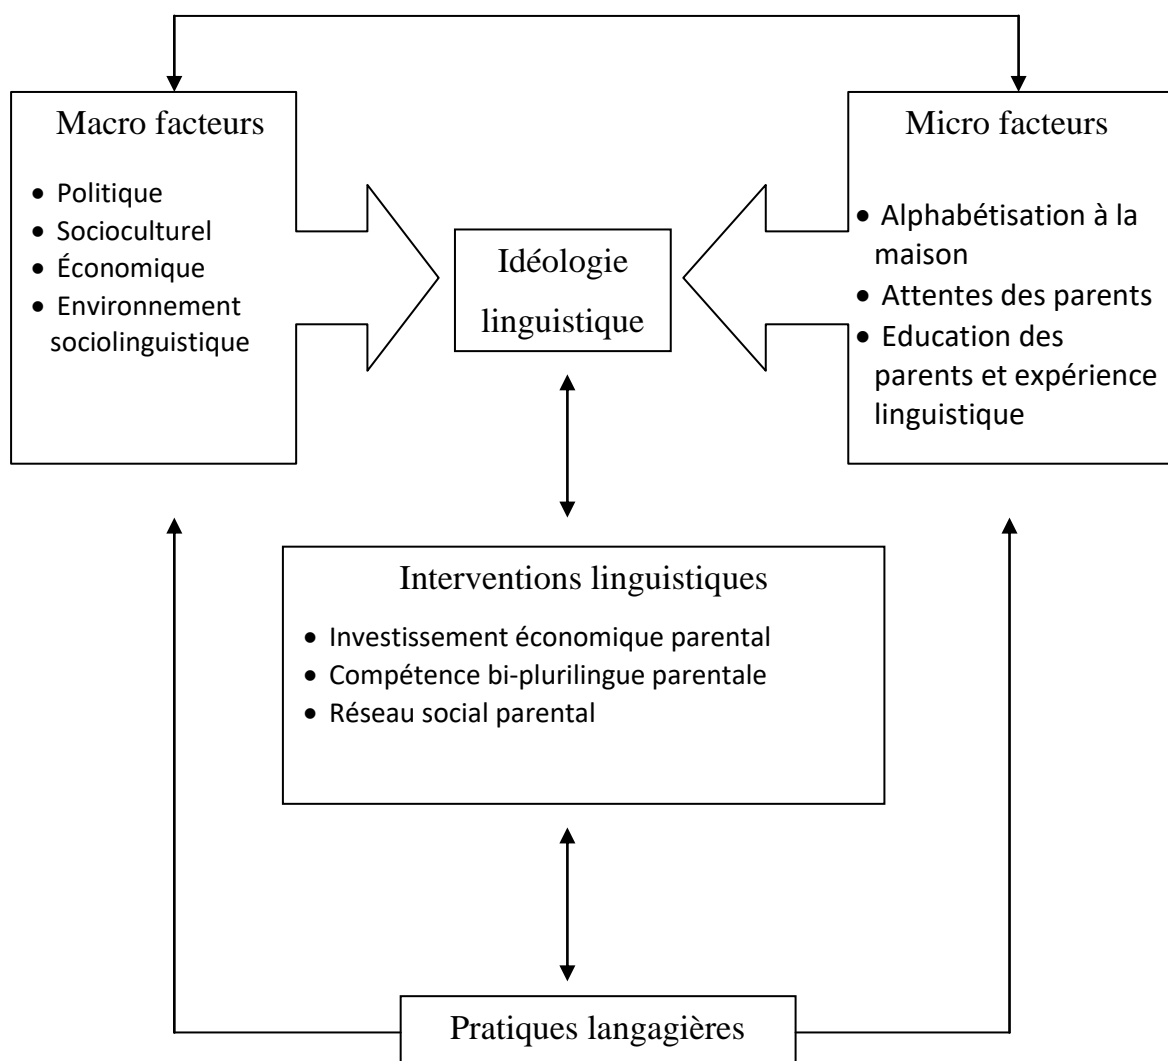 Macro facteurs
• Politique
• Socioculturel
• Économique
• Environnement
sociolinguistique
Idéologie
linguistique
Micro facteurs
• Alphabétisation à la
maison
• Attentes des parents
• Education des
parents et expérience
linguistique
Interventions linguistiques
• Investissement économique parental
• Compétence bi-plurilingue parentale
• Réseau social parental
Pratiques langagières